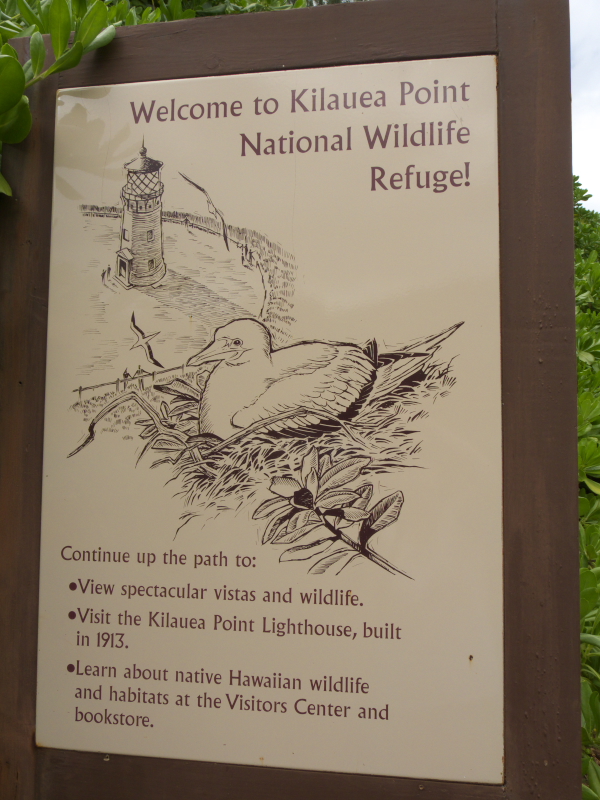 Welcome to Kilauea Point
National Wildlife
Refuge!
Continue up the path to:
•View spectacular vistas and wildlife.
•Visit the Kilauea Point Lighthouse, built
in 1913.
•Learn about native Hawaiian wildlife
and habitats at the Visitors Center and
bookstore.